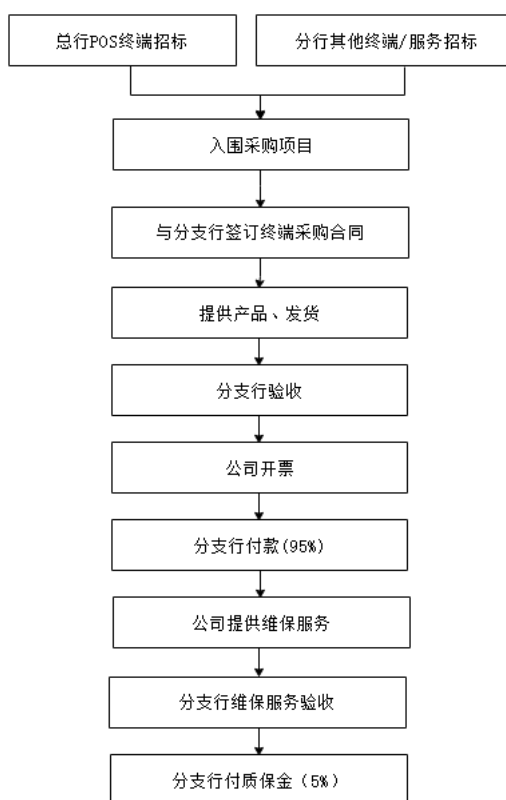 总行POS终端招标
分行其他终端/服务招标
入围采购项目
与分支行签订终端采购合同
提供产品、发货
分支行验收
公司开票
分支行付款(95%)
公司提供维保服务
分支行维保服务验收
分支行付质保金（5%）